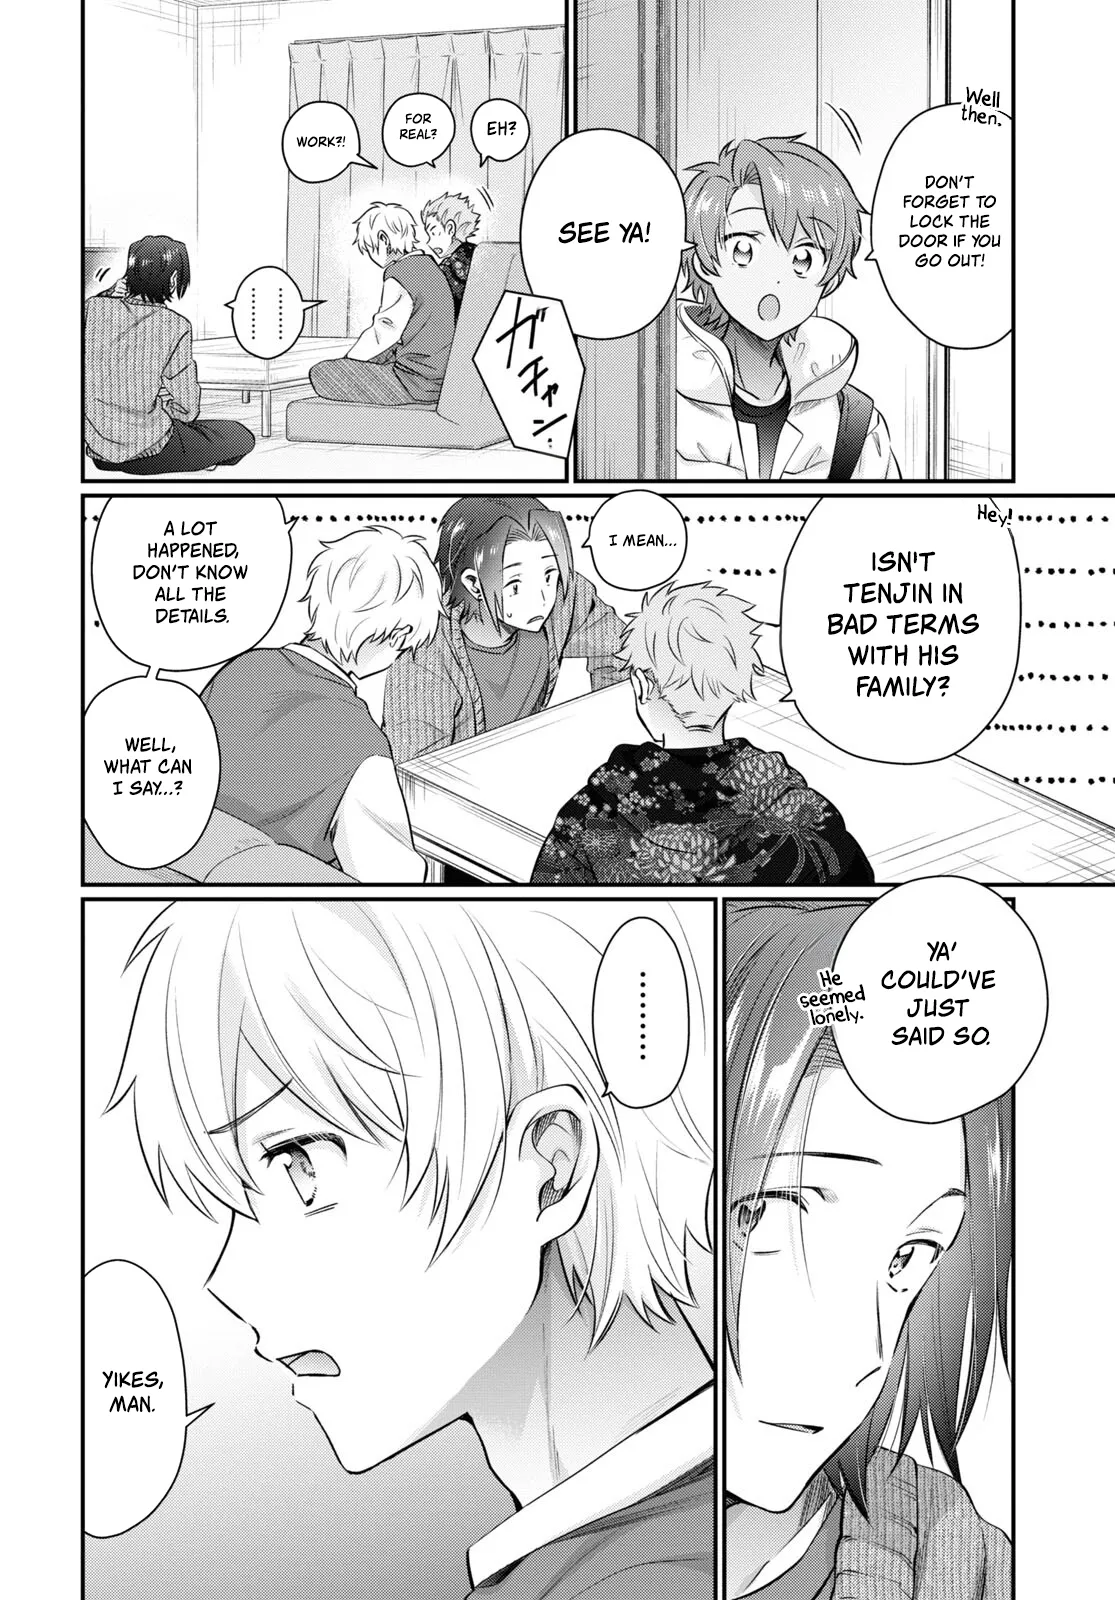 Well
then.
DON'T
FORGET TO
LOCK THE
DOOR IF YOU
GO OUT!
SEE YA!
ガチャン
EH?
FOR
REAL?
WORK?!
Hey!
ISN'T
TENJIN IN
BAD TERMS
WITH HIS
FAMILY?
I MEAN...
A LOT
HAPPENED,
DON'T KNOW
ALL THE
DETAILS.
WELL,
WHAT CAN
I SAY...?
YA'
COULD'VE
JUST
SAID SO.
He
seemed
lonely.
YIKES,
MAN.